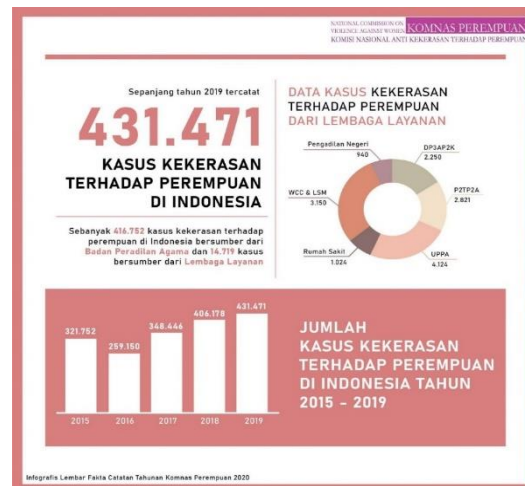 NATIONAL COMMISSION ON
VIOLENCE AGAINST WOMEN
KOMNAS PEREMPUAN
KOMISI NASIONAL ANTI KEKERASAN TERHADAP PEREMPUAN
Sepanjang tahun 2019 tercatat
431.471
KASUS KEKERASAN
TERHADAP PEREMPUAN
DI INDONESIA
Sebanyak 416.752 kasus kekerasan terhadap
perempuan di Indonesia bersumber dari
Badan Peradilan Agama dan 14.719 kasus
bersumber dari Lembaga Layanan
DATA KASUS KEKERASAN
TERHADAP PEREMPUAN
DARI LEMBAGA LAYANAN
Pengadilan Negeri
940
DP3AP2K
2.250
WCC & LSM
3.150
P2TP2A
2.821
Rumah Sakit
1.024
UPPA
4.124
321.752
259.150
348.446
406.178
431.471
2015
2016
2017
2018
2019
JUMLAH
KASUS KEKERASAN
TERHADAP PEREMPUAN
DI INDONESIA TAHUN
2015 - 2019
Infografis Lembar Fakta Catatan Tahunan Komnas Perempuan 2020